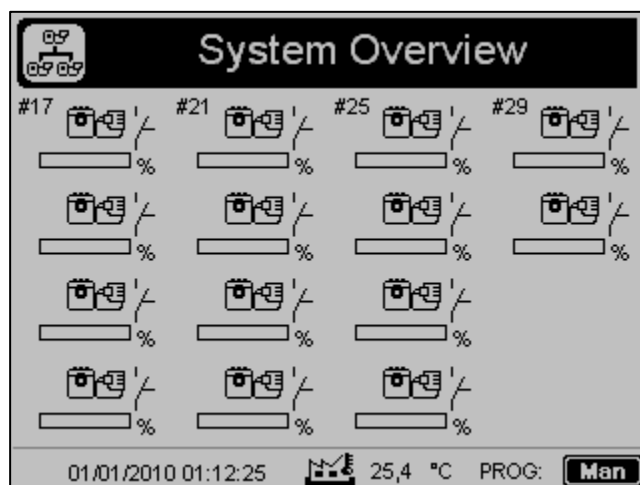 System Overview
#17 #21 #25 #29
% % % %
% % % %
% % %
% % %
01/01/2010 01:12:25 25,4 °C PROG: Man